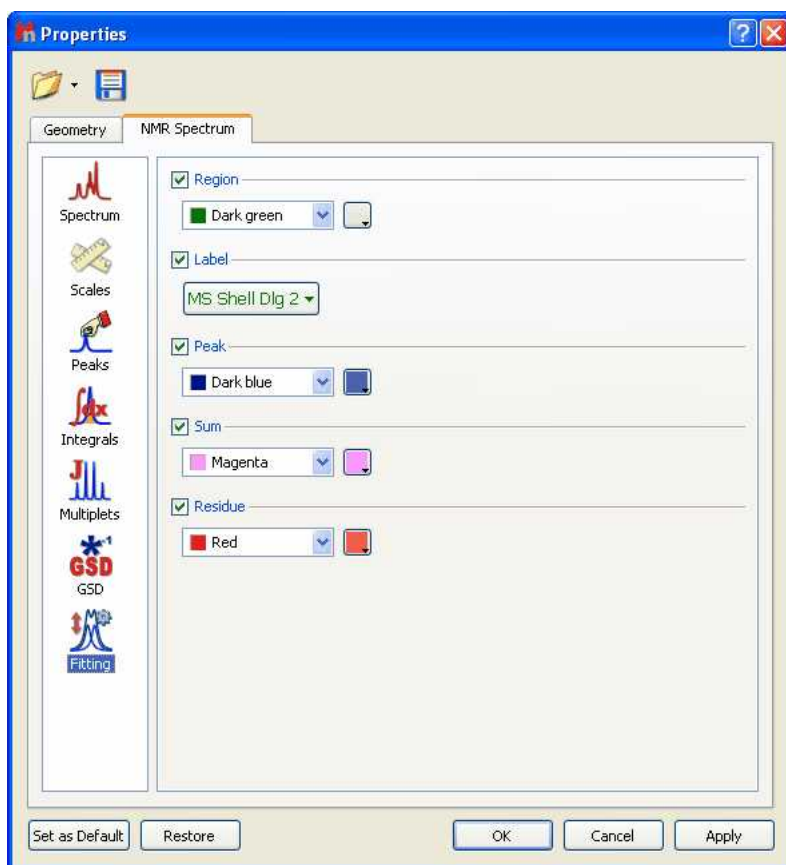 Properties
Geometry
NMR Spectrum
Spectrum
Scales
Peaks
Integrals
Multiplets
GSD
GSD
Fitting
Region
Dark green
Label
MS Shell Dlg 2
Peak
Dark blue
Sum
Magenta
Residue
Red
Set as Default
Restore
OK
Cancel
Apply